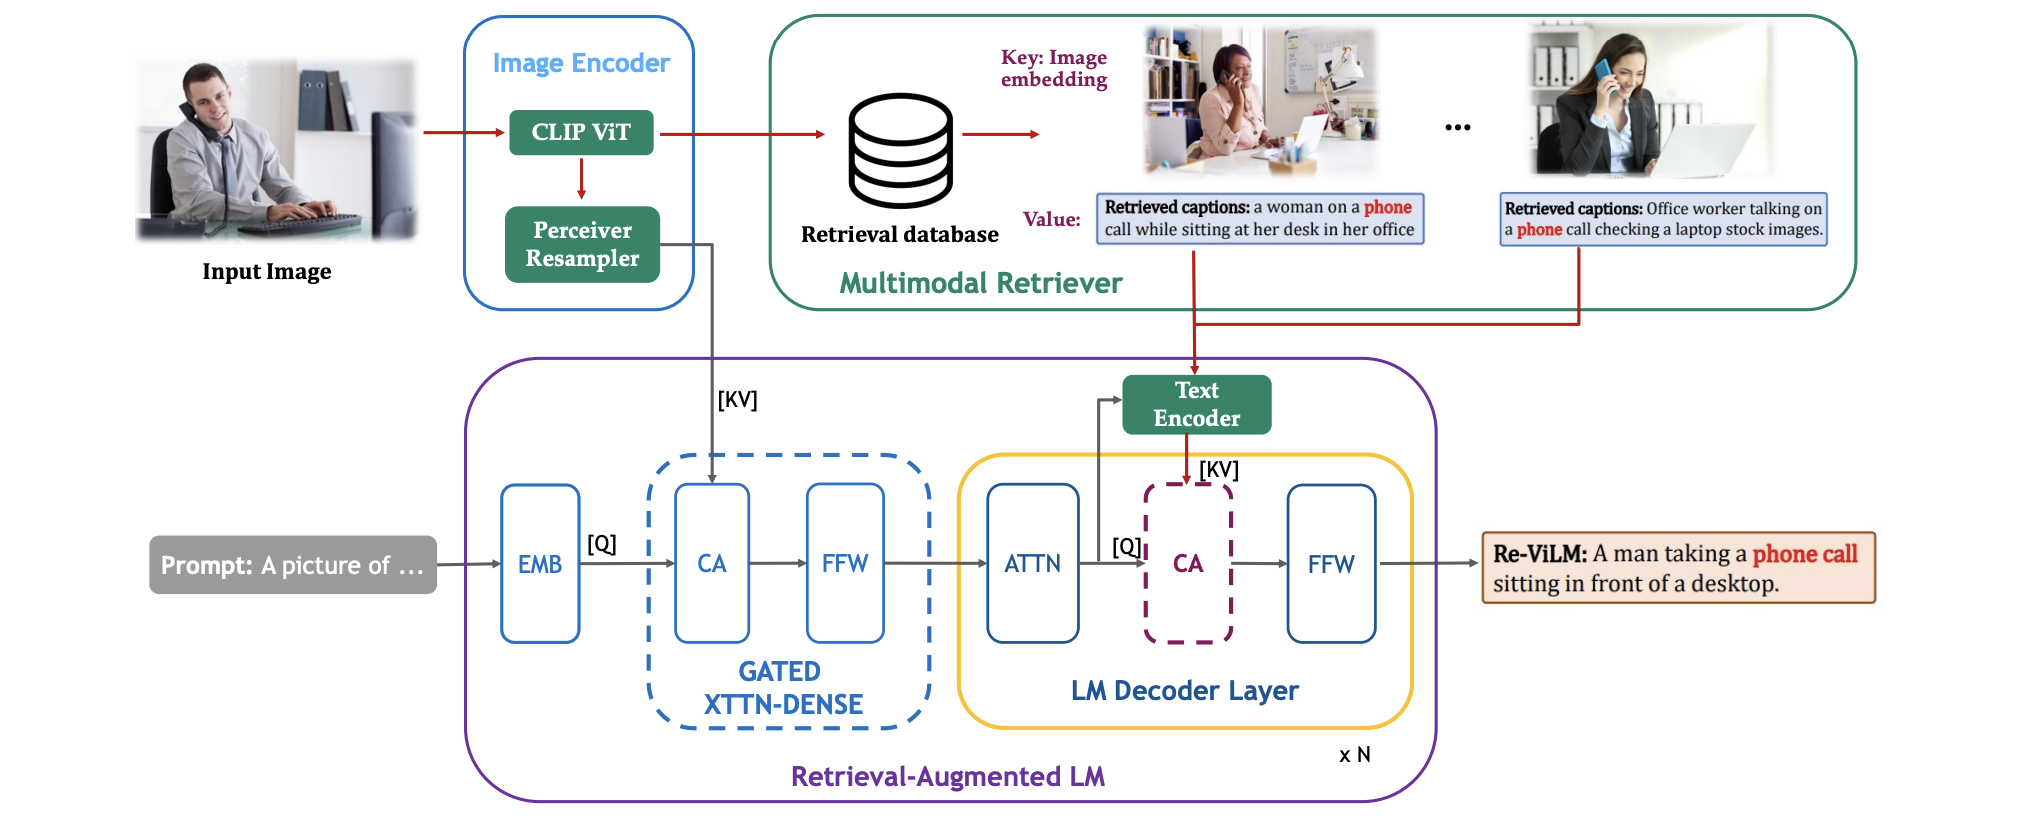 Input Image
Image Encoder
CLIP ViT
Perceiver
Resampler
Retrieval database
Key: Image
embedding
Value:
Retrieved captions: a woman on a phone
call while sitting at her desk in her office
...
Retrieved captions: Office worker talking on
a phone call checking a laptop stock images.
Multimodal Retriever
[KV]
Text
Encoder
[KV]
Prompt: A picture of ...
EMB
[Q]
CA
FFW
GATED
XTTN-DENSE
ATTN
[Q]
CA
FFW
LM Decoder Layer
x N
Retrieval-Augmented LM
Re-ViLM: A man taking a phone call
sitting in front of a desktop.